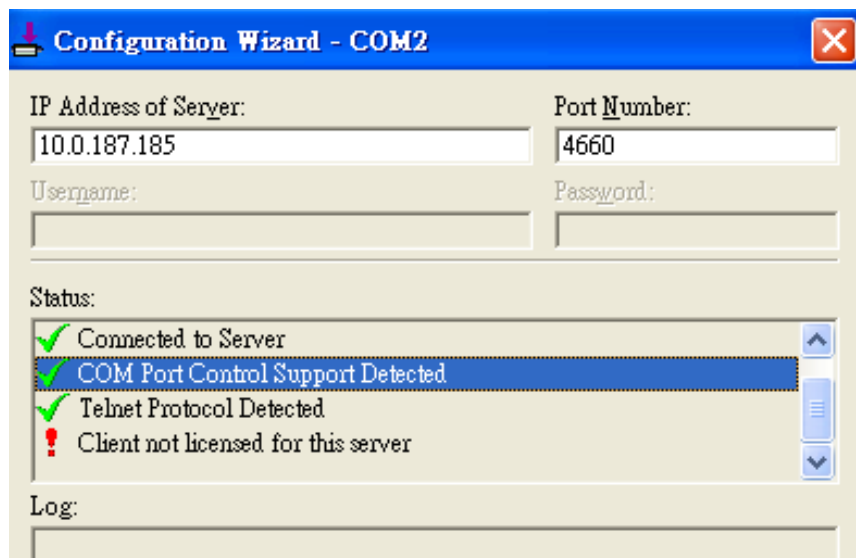 Configuration Wizard - COM2
IP Address of Server: Port Number:
10.0.187.185 4660
Username: Password:
Status:
Connected to Server
COM Port Control Support Detected
Telnet Protocol Detected
Client not licensed for this server
Log: